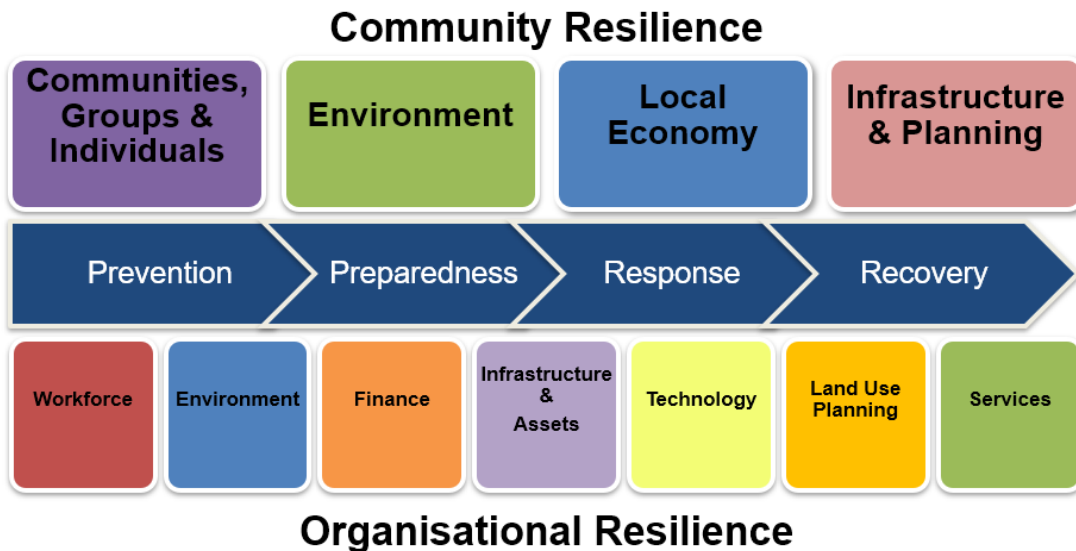 Community Resilience
Communities,
Groups &
Individuals
Environment
Local
Economy
Infrastructure
& Planning
Prevention
Preparedness
Response
Recovery
Workforce
Environment
Finance
Infrastructure
&
Assets
Technology
Land Use
Planning
Services
Organisational Resilience